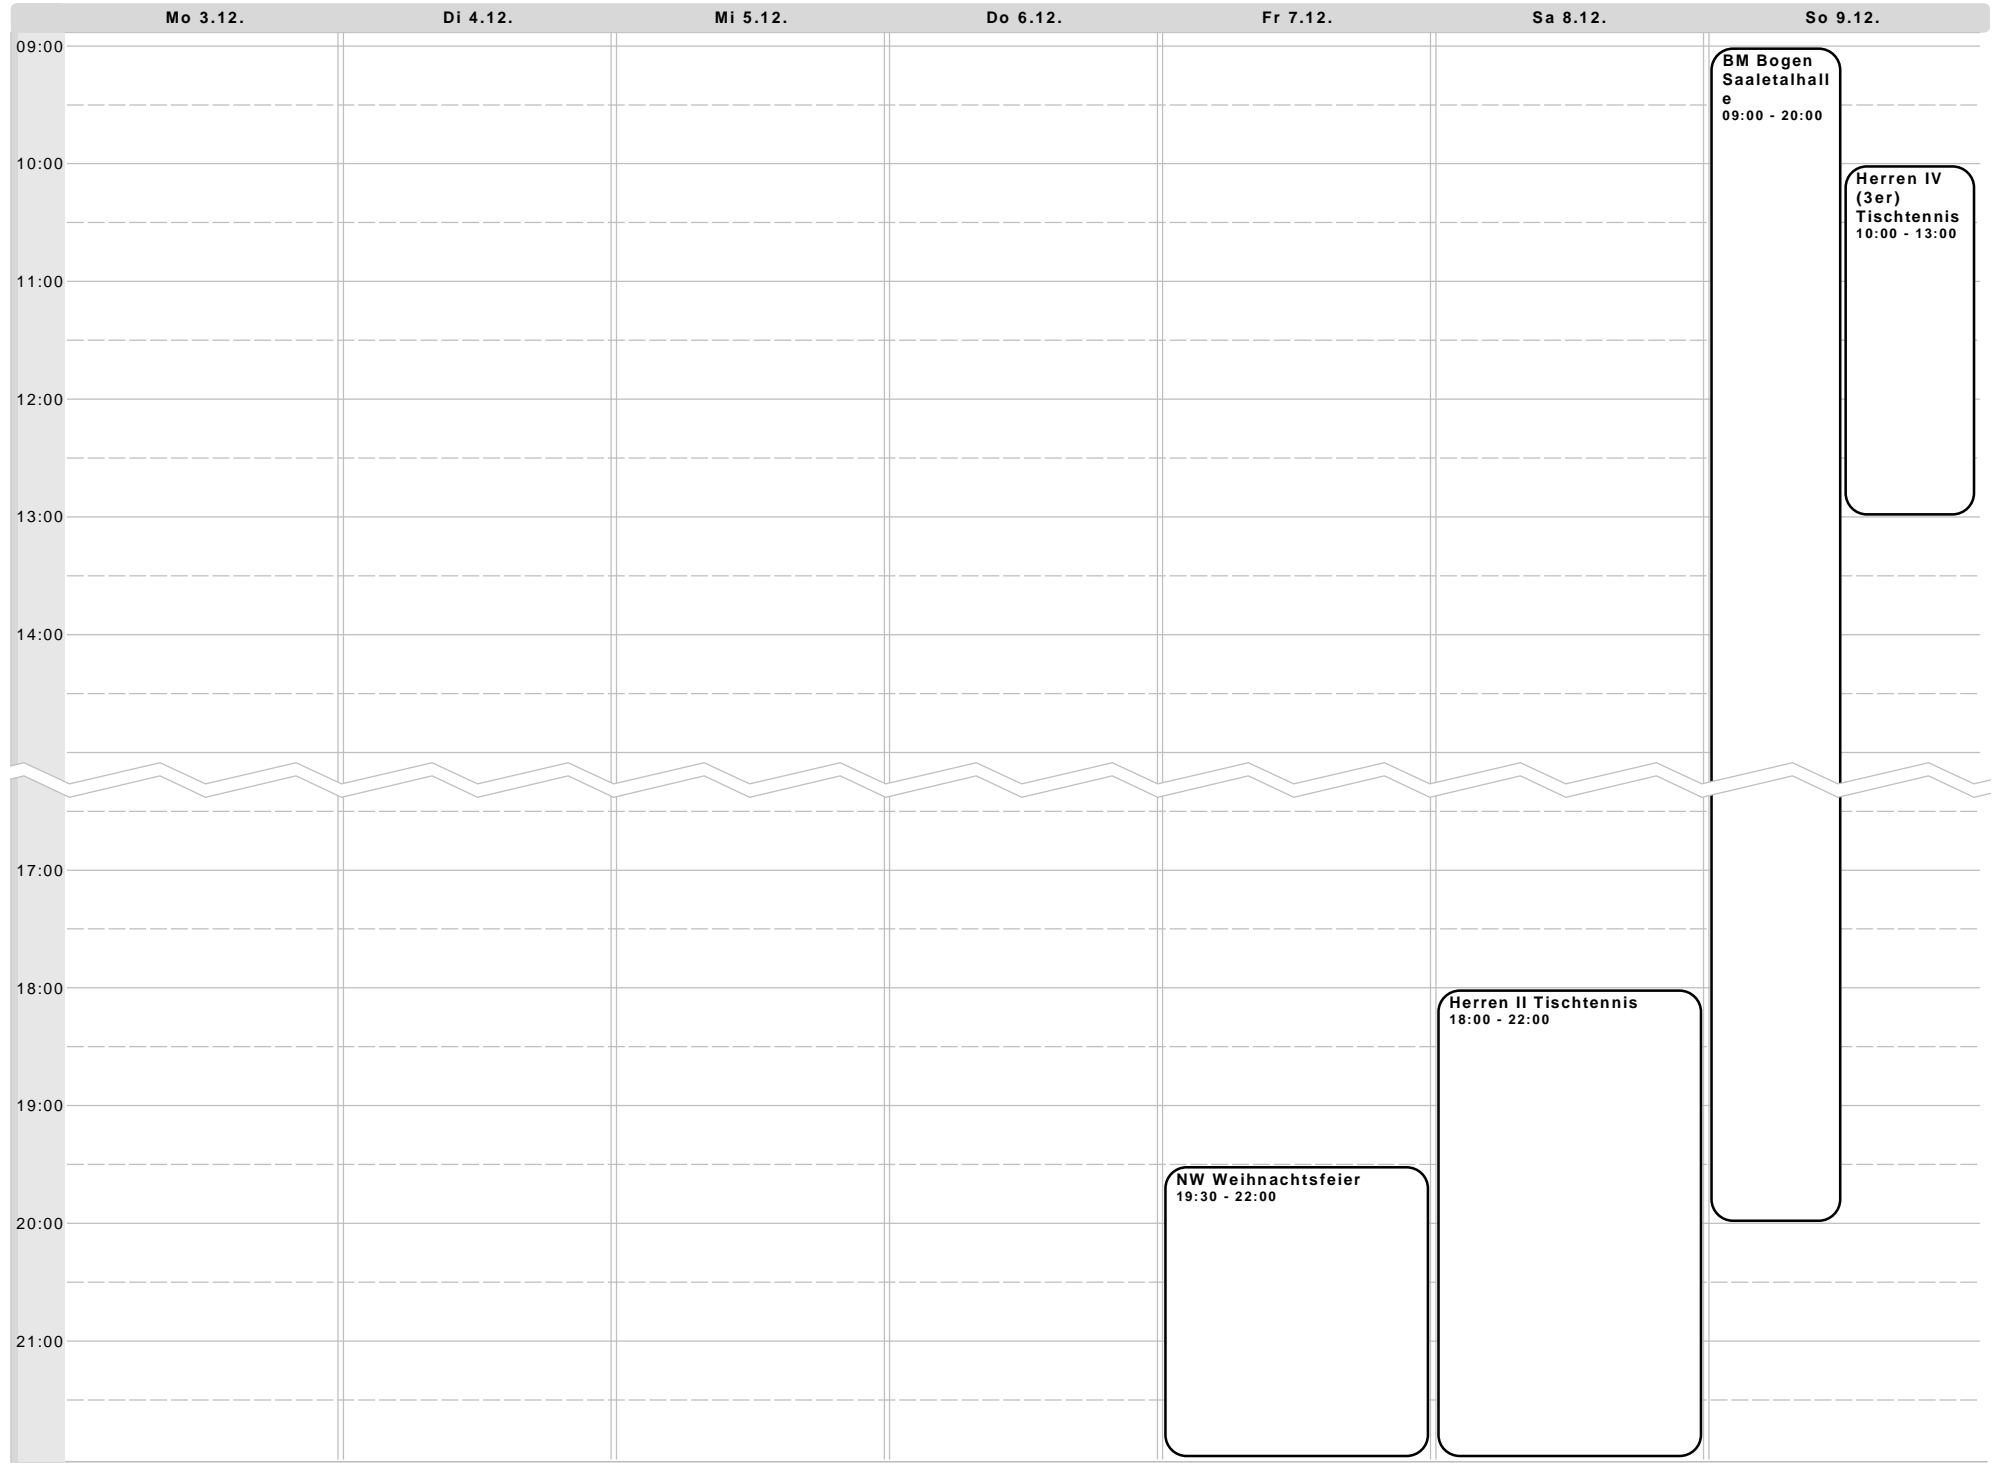 Mo 3.12.
Di 4.12.
Mi 5.12.
Do 6.12.
Fr 7.12.
Sa 8.12.
So 9.12.
09:00
BM Bogen
Saaletalhall
e
09:00 - 20:00
10:00
Herren IV
(3er)
Tischtennis
10:00 - 13:00
11:00
12:00
13:00
14:00
17:00
18:00
Herren II Tischtennis
18:00 - 22:00
19:00
NW Weihnachtsfeier
19:30 - 22:00
20:00
21:00